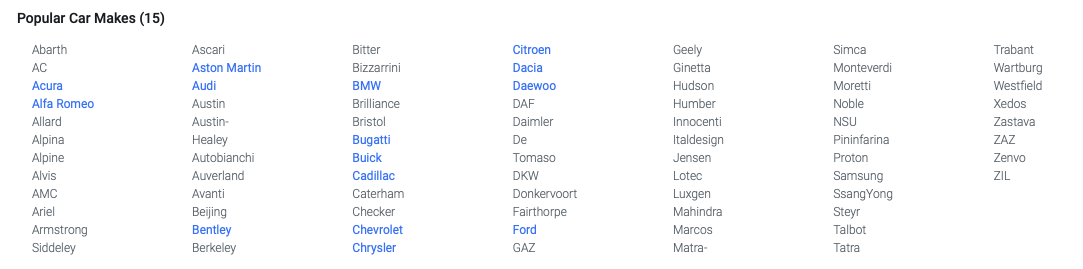 Popular Car Makes (15)
Abarth
AC
Acura
Alfa Romeo
Allard
Alpina
Alpine
Alvis
AMC
Ariel
Armstrong
Siddeley
Ascari
Aston Martin
Audi
Austin
Austin-
Healey
Autobianchi
Auverland
Avanti
Beijing
Bentley
Berkeley
Bitter
Bizzarrini
BMW
Brilliance
Bristol
Bugatti
Buick
Cadillac
Caterham
Checker
Chevrolet
Chrysler
Citroen
Dacia
Daewoo
DAF
Daimler
De
Tomaso
DKW
Donkervoort
Fairthorpe
Ford
GAZ
Geely
Ginetta
Hudson
Humber
Innocenti
Italdesign
Jensen
Lotec
Luxgen
Mahindra
Marcos
Matra-
Simca
Monteverdi
Moretti
Noble
NSU
Pininfarina
Proton
Samsung
SsangYong
Steyr
Talbot
Tatra
Trabant
Wartburg
Westfield
Xedos
Zastava
ZAZ
Zenvo
ZIL